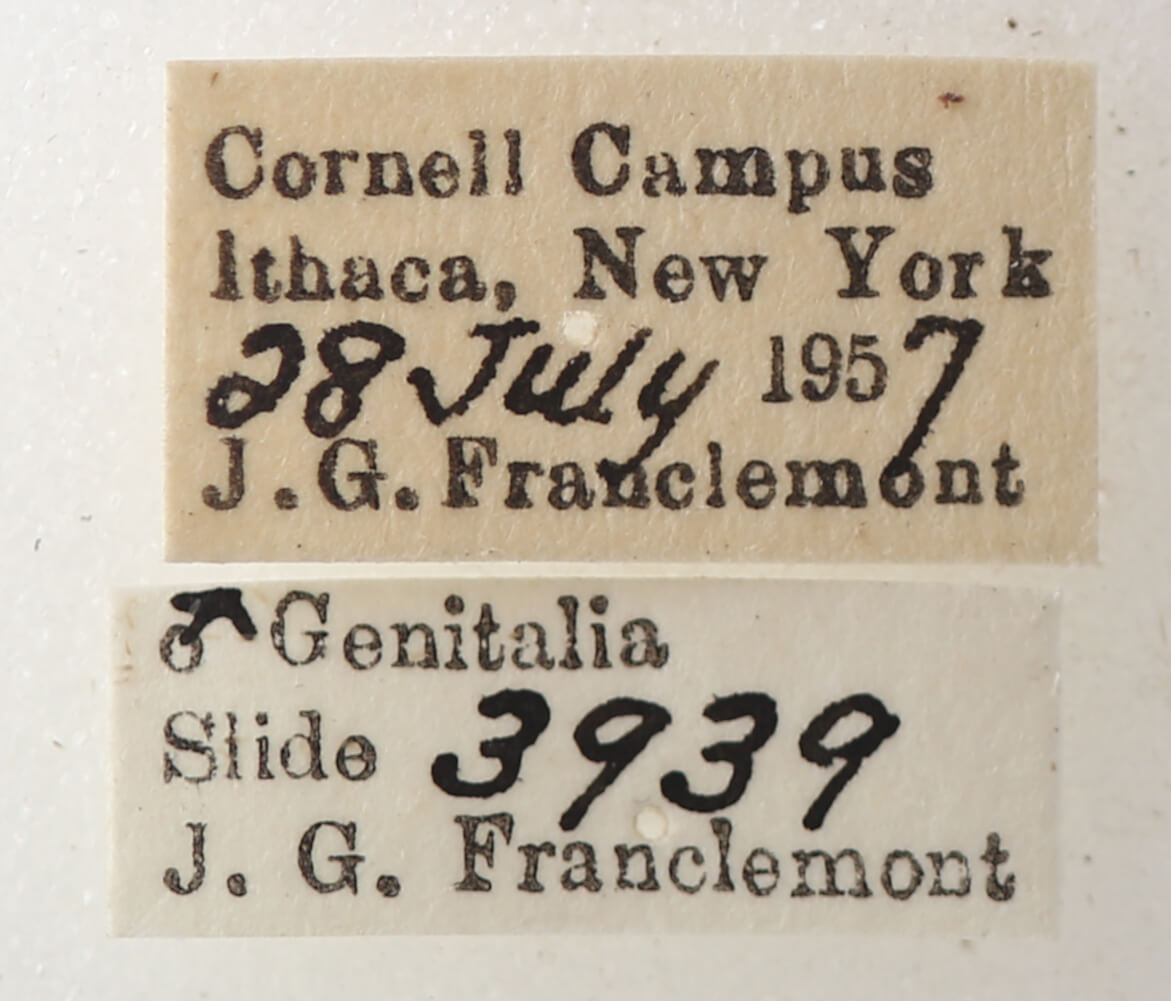 Cornell Campus
Ithaca, New York
28 July 1957
J. G. Franclemont
♂ Genitalia
Slide 3939
J. G. Franclemont